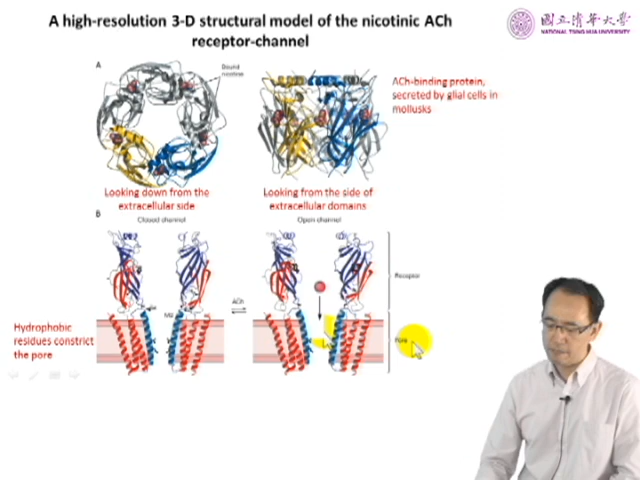 A high-resolution 3-D structural model of the nicotinic ACh
receptor-channel
國立清華大學
NATIONAL TSING HUA UNIVERSITY
A
Bound
nicotine
ACh-binding protein,
secreted by glial cells in
mollusks
Looking down from the
extracellular side
Looking from the side of
extracellular domains
B
Closed channel
Open channel
Receptor
ACh
M2
Hydrophobic
residues constrict
the pore
Pore